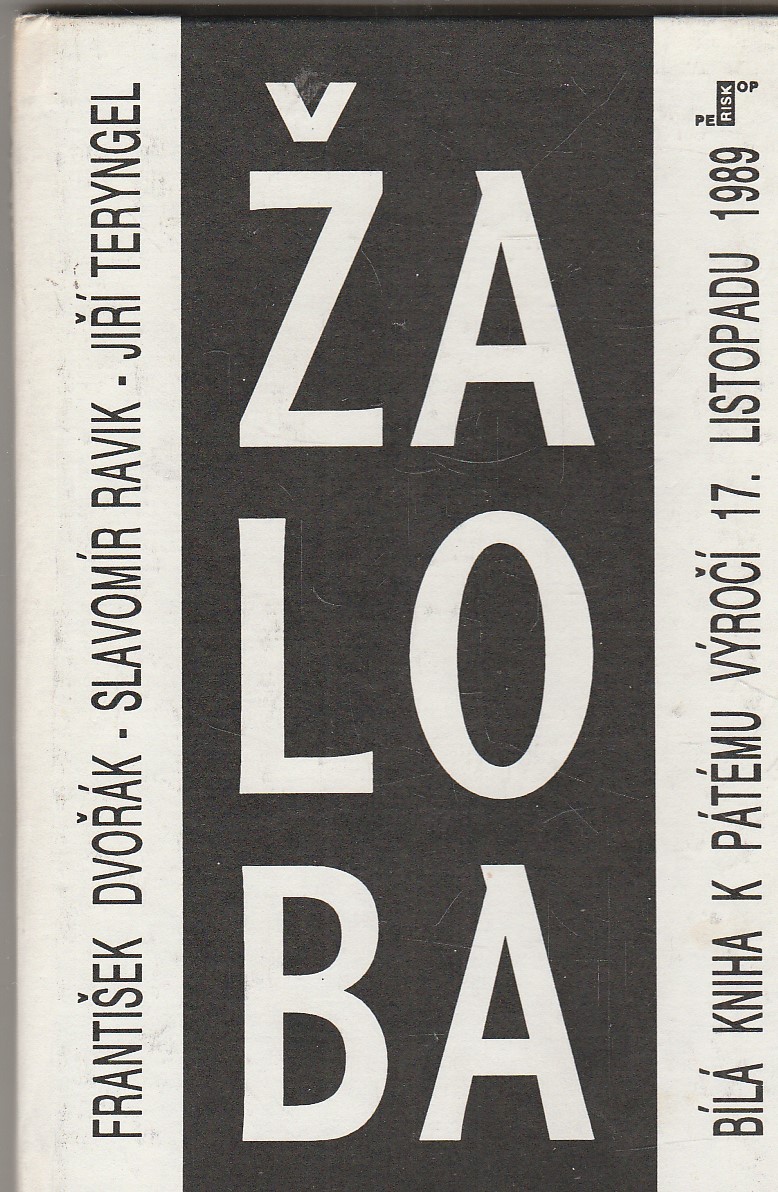 FRANTIŠEK DVOŘÁK - SLAVOMÍR RAVIK - JIŘÍ TERYNGEL
ŽA
LO
BA
BÍLÁ KNIHA K PÁTÉMU VÝROČÍ 17. LISTOPADU 1989
PERISKOP